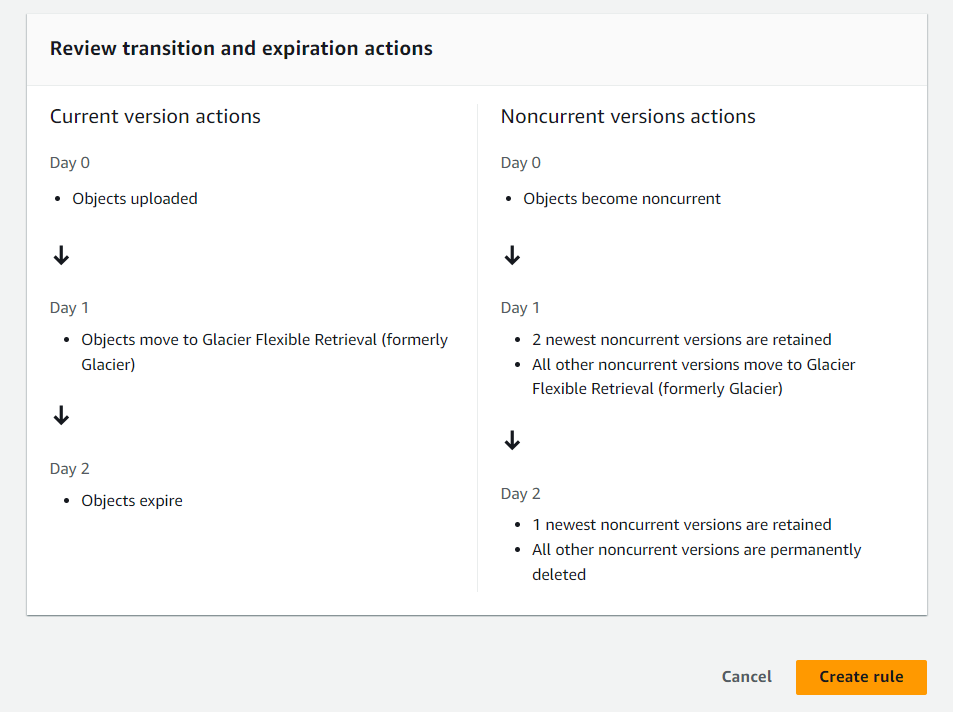 Review transition and expiration actions
Current version actions
Day 0
• Objects uploaded
Day 1
• Objects move to Glacier Flexible Retrieval (formerly
Glacier)
Day 2
• Objects expire
Noncurrent versions actions
Day 0
• Objects become noncurrent
Day 1
• 2 newest noncurrent versions are retained
• All other noncurrent versions move to Glacier
Flexible Retrieval (formerly Glacier)
Day 2
• 1 newest noncurrent versions are retained
• All other noncurrent versions are permanently
deleted
Cancel
Create rule